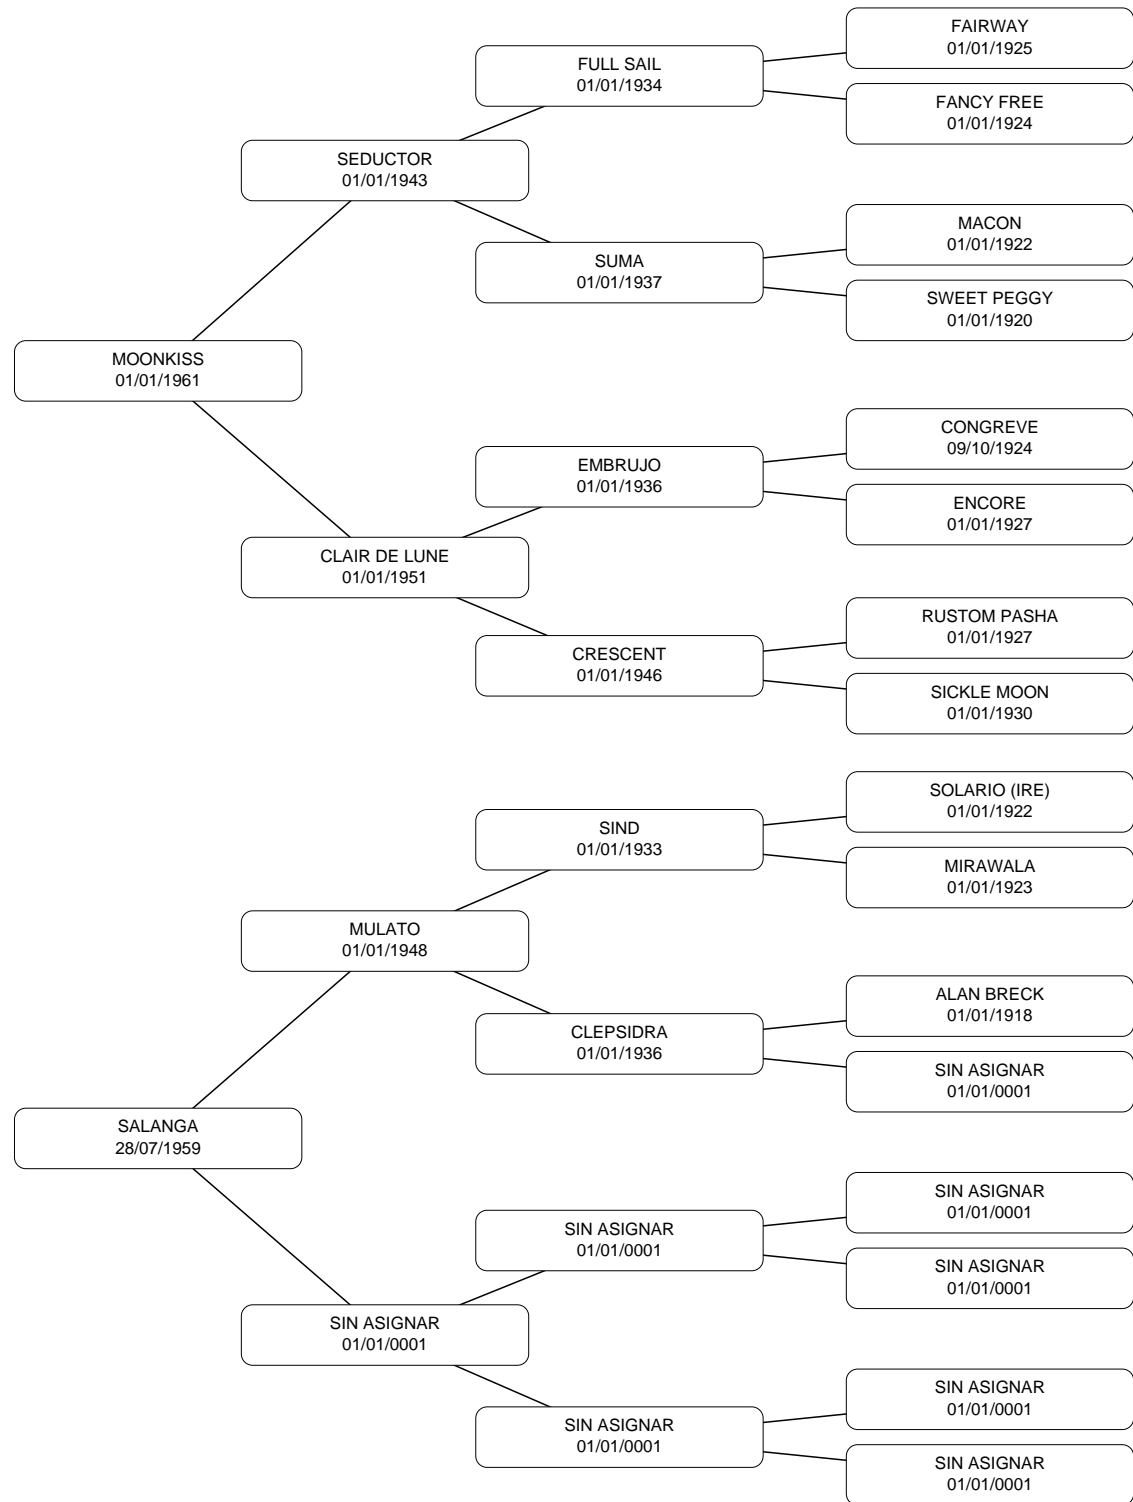 FAIRWAY
01/01/1925
FULL SAIL
01/01/1934
FANCY FREE
01/01/1924
SEDUCTOR
01/01/1943
MACON
01/01/1922
SUMA
01/01/1937
SWEET PEGGY
01/01/1920
MOONKISS
01/01/1961
CONGREVE
09/10/1924
EMBRUJO
01/01/1936
ENCORE
01/01/1927
CLAIR DE LUNE
01/01/1951
RUSTOM PASHA
01/01/1927
CRESCENT
01/01/1946
SICKLE MOON
01/01/1930
SOLARIO (IRE)
01/01/1922
SIND
01/01/1933
MIRAWALA
01/01/1923
MULATO
01/01/1948
ALAN BRECK
01/01/1918
CLEPSIDRA
01/01/1936
SIN ASIGNAR
01/01/0001
SALANGA
28/07/1959
SIN ASIGNAR
01/01/0001
SIN ASIGNAR
01/01/0001
SIN ASIGNAR
01/01/0001
SIN ASIGNAR
01/01/0001
SIN ASIGNAR
01/01/0001
SIN ASIGNAR
01/01/0001
SIN ASIGNAR
01/01/0001